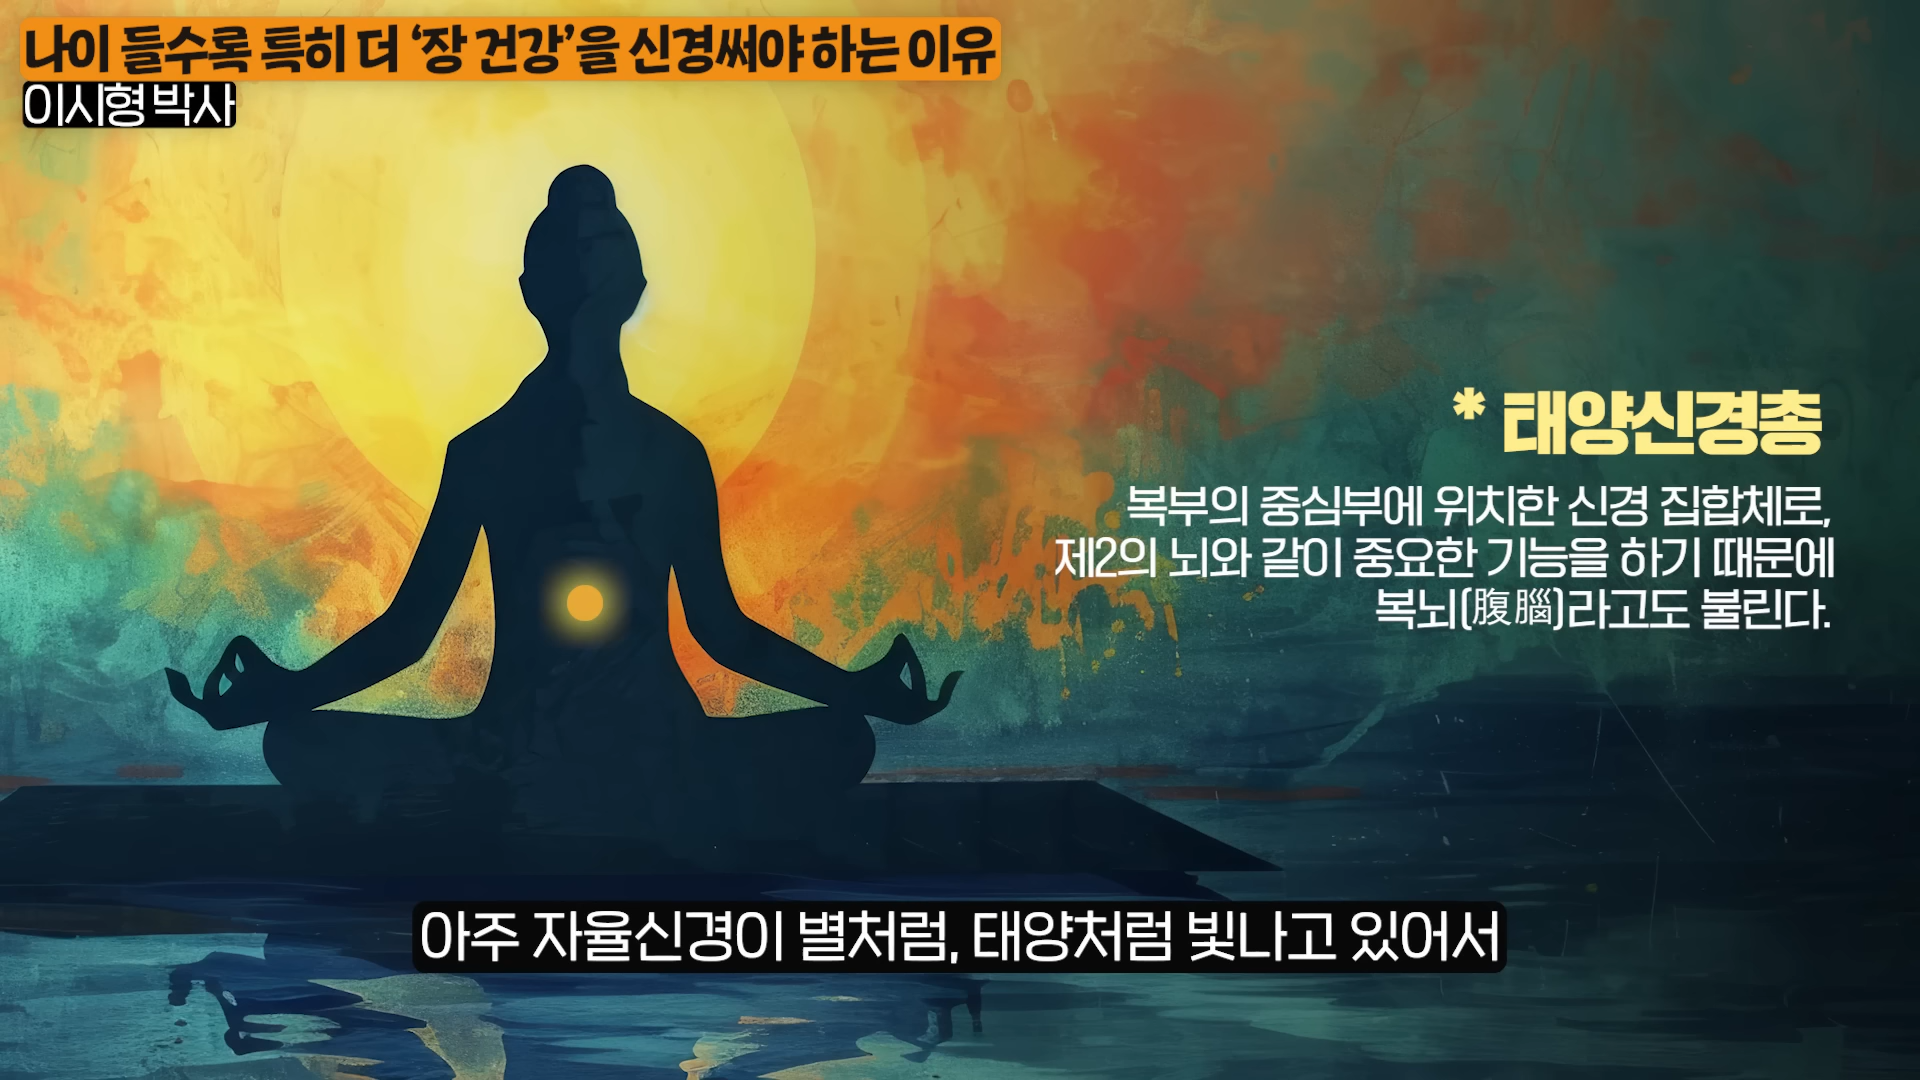 나이 들수록 특히 더 ‘장 건강’을 신경써야 하는 이유
이시형 박사
* 태양신경총
복부의 중심부에 위치한 신경 집합체로,
제2의 뇌와 같이 중요한 기능을 하기 때문에
복뇌(腹腦)라고도 불린다.
아주 자율신경이 별처럼, 태양처럼 빛나고 있어서